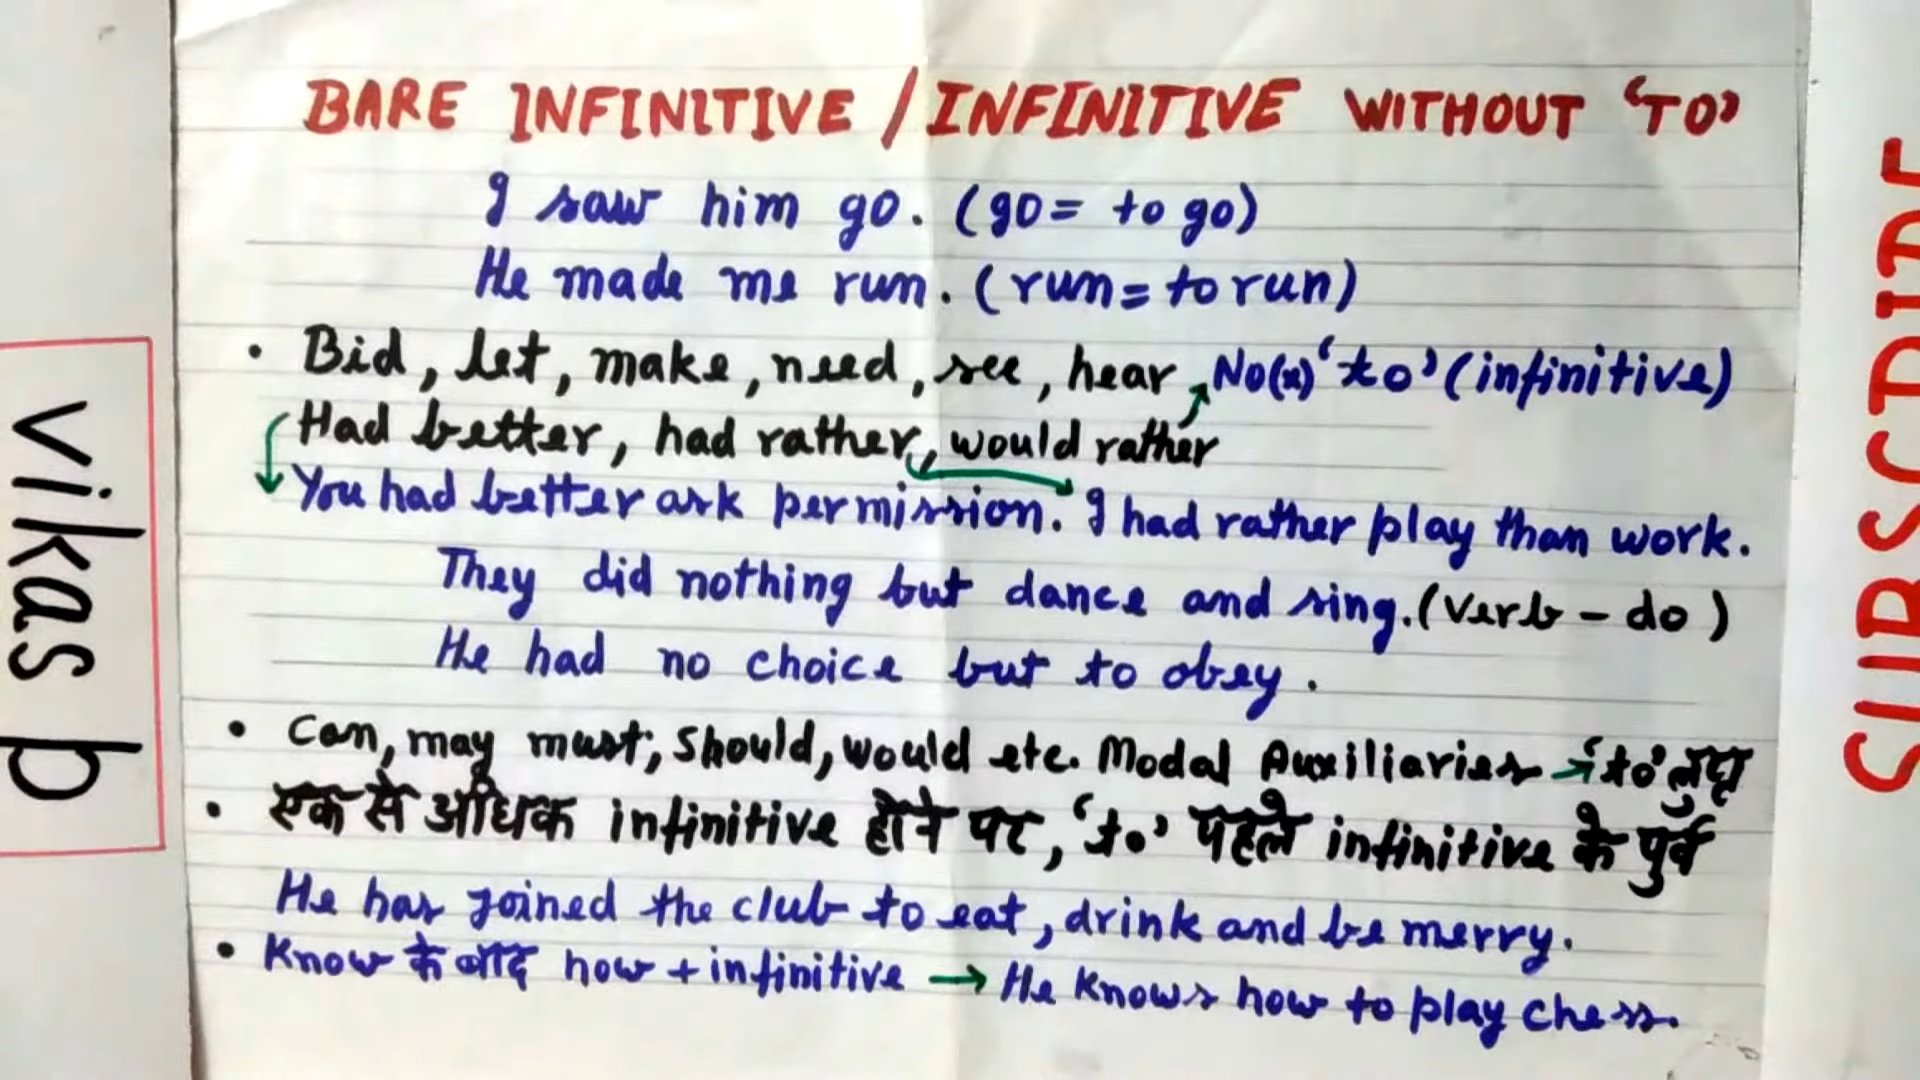 BARE INFINITIVE / INFINITIVE WITHOUT 'TO'
I saw him go. (go = to go)
He made me run. (run = to run)
• Bid, let, make, need, see, hear No(x) 'to' (infinitive)
Had better, had rather, would rather
You had better ask permission. I had rather play than work.
They did nothing but dance and sing. (verb - do)
He had no choice but to obey.
• Can, may must, should, would etc. Modal Auxiliaries → 'to' लुप्त
• एक से अधिक infinitive होने पर, 'to' पहले infinitive के पुर्व
He has joined the club to eat, drink and be merry.
• Know के बाद how + infinitive → He knows how to play chess.
vikas p
SUBSCRIBE